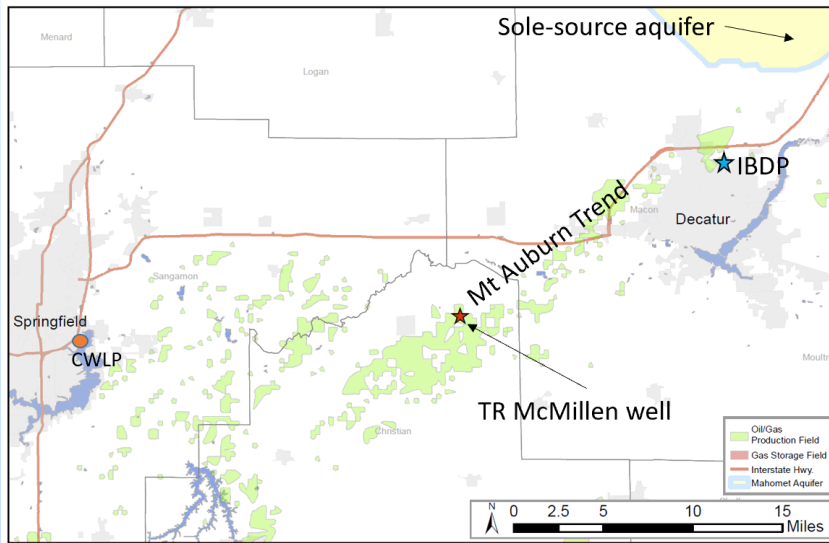 Sole-source aquifer
Menard
Logan
IBDP
Mt Auburn Trend
Macon
Decatur
Sangamon
Springfield
CWLP
Moultri
TR McMillen well
Christian
Oil/Gas
Production Field
Gas Storage Field
Interstate Hwy.
Mahomet Aquifer
N
0 2.5 5 10 15
Miles